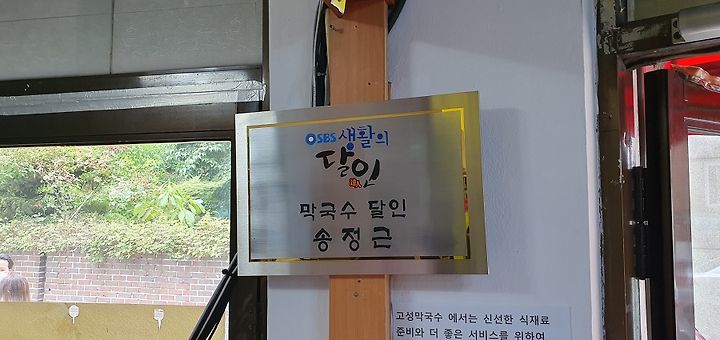 SBS 생활의
달인
막국수 달인
송정근
고성막국수 에서는 신선한 식재료
준비와 더 좋은 서비스를 위하여